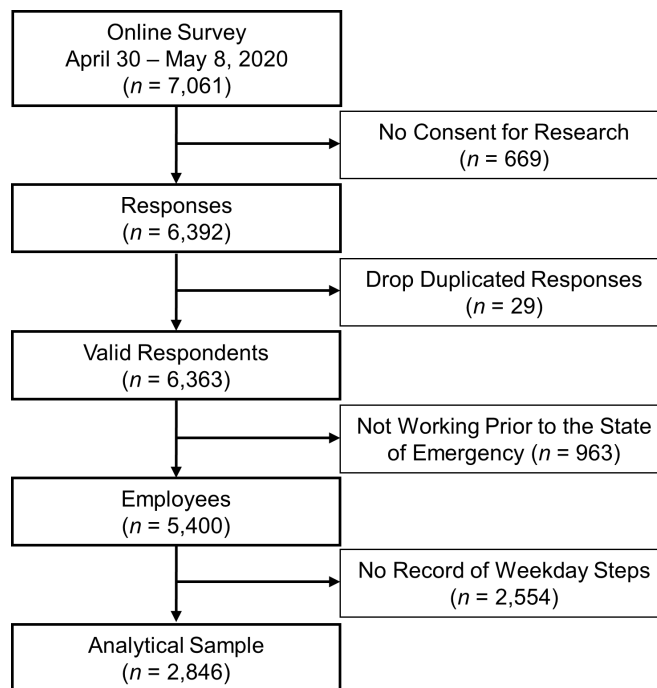 Online Survey
April 30 – May 8, 2020
(n = 7,061)
No Consent for Research
(n = 669)
Responses
(n = 6,392)
Drop Duplicated Responses
(n = 29)
Valid Respondents
(n = 6,363)
Not Working Prior to the State
of Emergency (n = 963)
Employees
(n = 5,400)
No Record of Weekday Steps
(n = 2,554)
Analytical Sample
(n = 2,846)